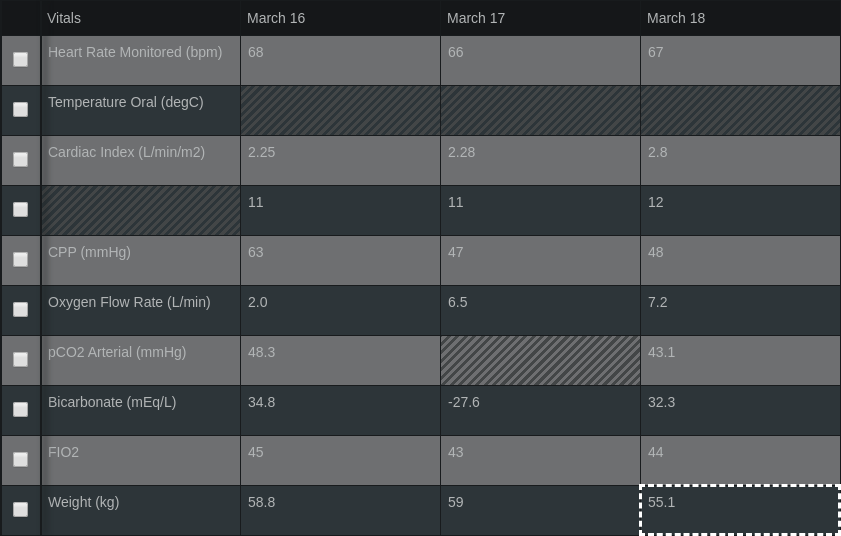 Vitals March 16 March 17 March 18
Heart Rate Monitored (bpm) 68 66 67
Temperature Oral (degC)
Cardiac Index (L/min/m2) 2.25 2.28 2.8
11 11 12
CPP (mmHg) 63 47 48
Oxygen Flow Rate (L/min) 2.0 6.5 7.2
pCO2 Arterial (mmHg) 48.3 43.1
Bicarbonate (mEq/L) 34.8 -27.6 32.3
FIO2 45 43 44
Weight (kg) 58.8 59 55.1